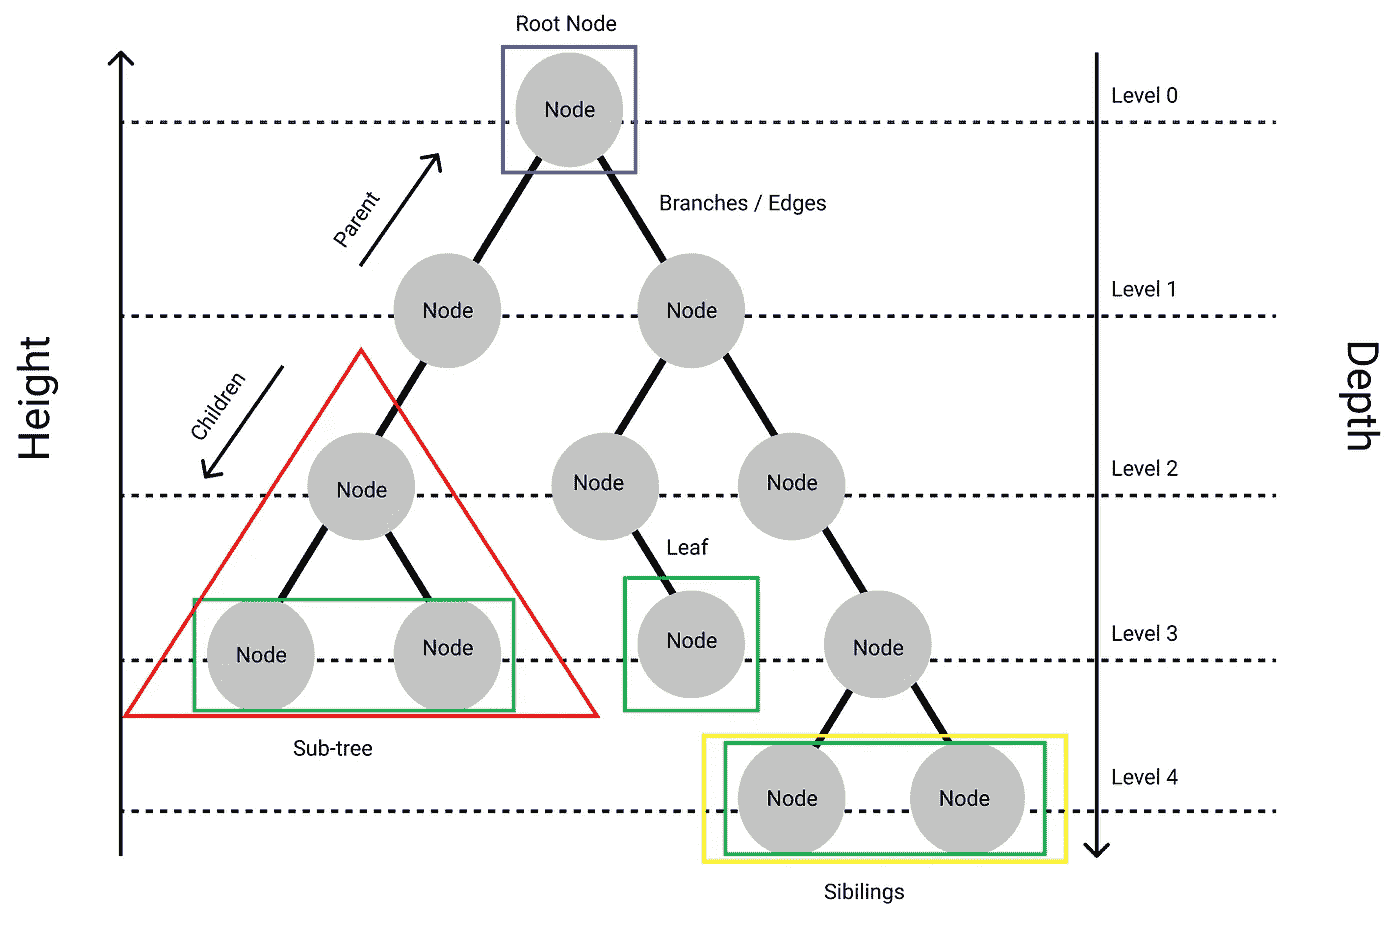 Root Node
Node
Level 0
Parent
Branches / Edges
Node
Node
Level 1
Height
Depth
Children
Node
Node
Node
Level 2
Leaf
Node
Node
Node
Node
Level 3
Sub-tree
Node
Node
Level 4
Sibilings